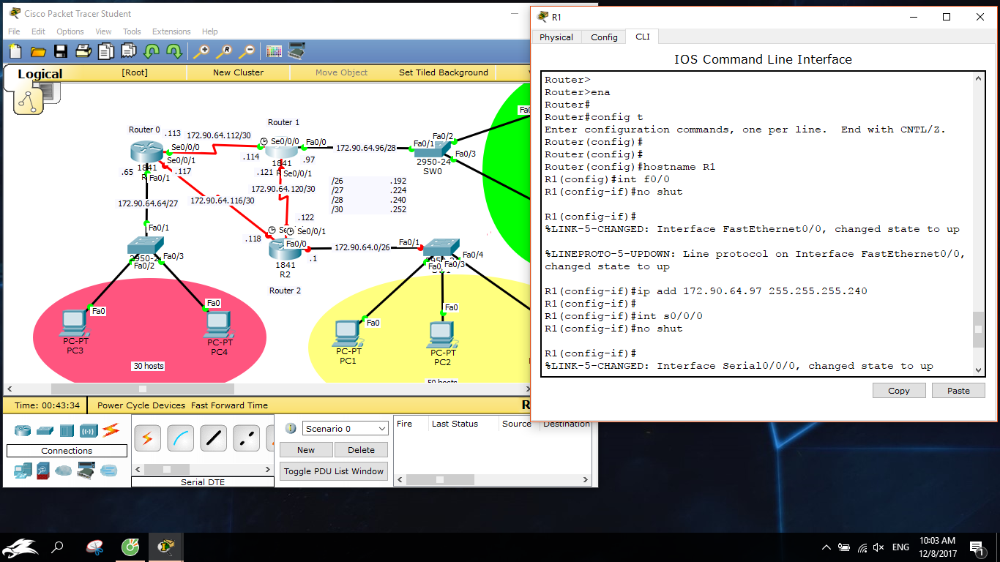 Cisco Packet Tracer Student
File Edit Options View Tools Extensions Help
Logical [Root] New Cluster Move Object Set Tiled Background
Router 1
Router 0
.113
172.90.64.112/30
Se0/0/0
Fa0/0
Se0/0/0
Se0/0/1
.114
.97
172.90.64.96/28
Fa0/1
Fa0/2
Fa0/3
Fa0
2950-24
SW0
1841
.117
.65
Fa0/1
1841
.121
Se0/0/1
172.90.64.120/30
172.90.64.64/27
172.90.64.116/30
/26 .192
/27 .224
/28 .240
/30 .252
.122
.118
Se0/0/1
Fa0/0
.1
172.90.64.0/26
Fa0/1
Fa0/4
Fa0/3
Fa0
1841
R2
Router 2
Fa0/1
Fa0/3
Fa0/2
Fa0
Fa0
PC-PT
PC3
PC-PT
PC4
30 hosts
Fa0
Fa0
PC-PT
PC1
PC-PT
PC2
Time: 00:43:34 Power Cycle Devices Fast Forward Time R
Connections
Serial DTE
Scenario 0
New Delete
Toggle PDU List Window
Fire Last Status Source Destination
R1
Physical Config CLI
IOS Command Line Interface
Router>
Router>ena
Router#
Router#config t
Enter configuration commands, one per line. End with CNTL/Z.
Router(config)#
Router(config)#
Router(config)#hostname R1
R1(config)#int f0/0
R1(config-if)#no shut
R1(config-if)#
%LINK-5-CHANGED: Interface FastEthernet0/0, changed state to up
%LINEPROTO-5-UPDOWN: Line protocol on Interface FastEthernet0/0,
changed state to up
R1(config-if)#ip add 172.90.64.97 255.255.255.240
R1(config-if)#
R1(config-if)#int s0/0/0
R1(config-if)#no shut
R1(config-if)#
%LINK-5-CHANGED: Interface Serial0/0/0, changed state to up
Copy Paste
ENG
10:03 AM
12/8/2017
1